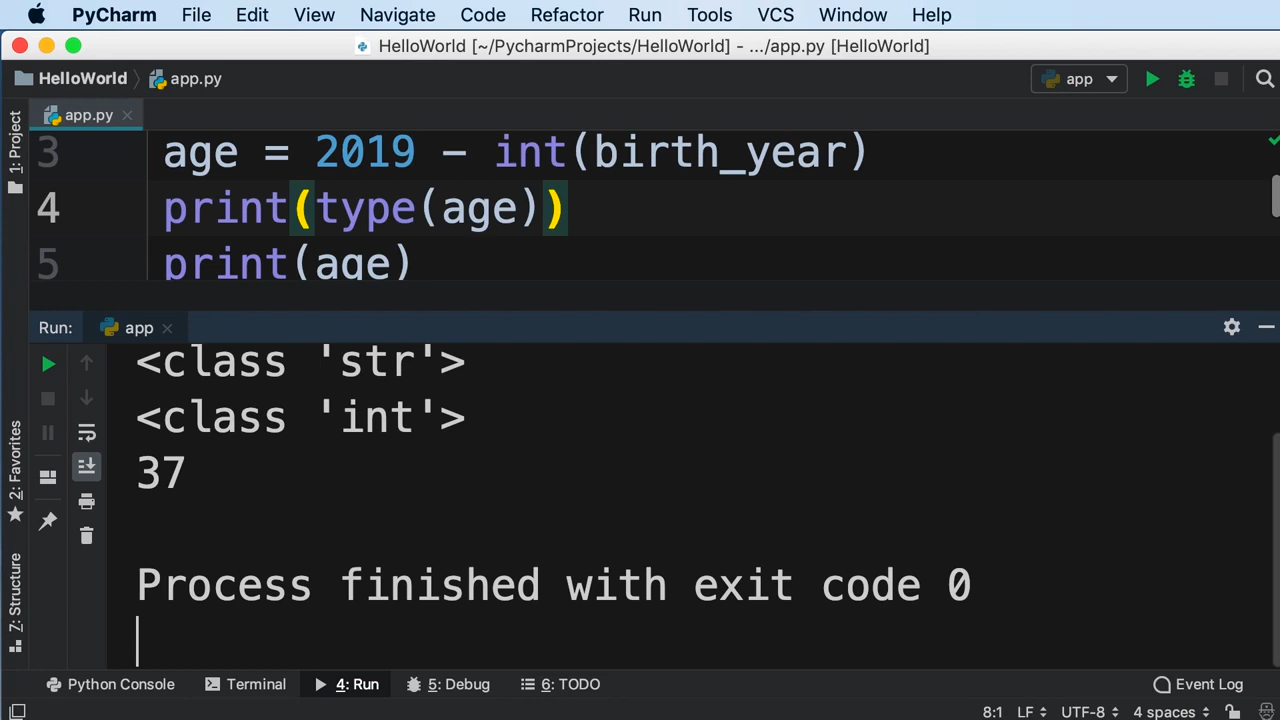 PyCharm File Edit View Navigate Code Refactor Run Tools VCS Window Help
HelloWorld [~/PycharmProjects/HelloWorld] - .../app.py [HelloWorld]
HelloWorld app.py app
app.py
1: Project
3 age = 2019 - int(birth_year)
4 print(type(age))
5 print(age)
Run: app
<class 'str'>
<class 'int'>
37
Process finished with exit code 0
2: Favorites
7: Structure
Python Console Terminal 4: Run 5: Debug 6: TODO Event Log
8:1 LF UTF-8 4 spaces